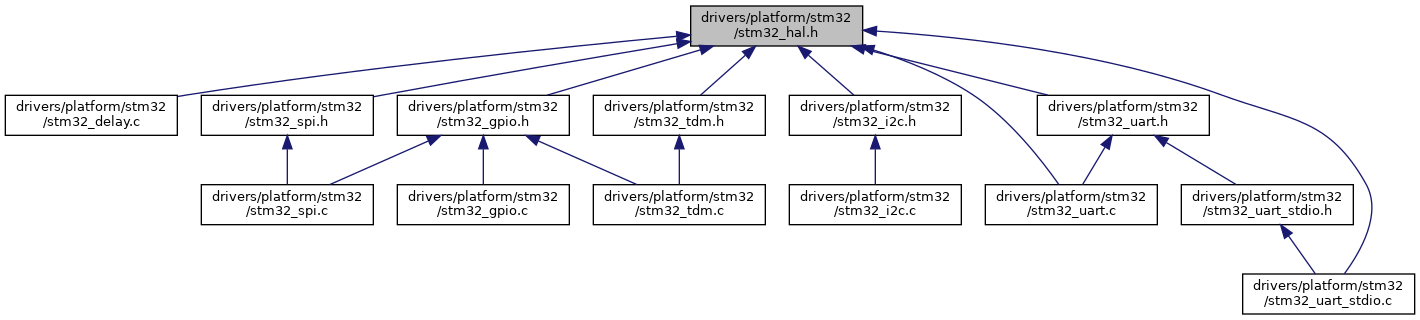 drivers/platform/stm32
/stm32_hal.h
drivers/platform/stm32
/stm32_delay.c
drivers/platform/stm32
/stm32_spi.h
drivers/platform/stm32
/stm32_gpio.h
drivers/platform/stm32
/stm32_tdm.h
drivers/platform/stm32
/stm32_i2c.h
drivers/platform/stm32
/stm32_uart.h
drivers/platform/stm32
/stm32_spi.c
drivers/platform/stm32
/stm32_gpio.c
drivers/platform/stm32
/stm32_tdm.c
drivers/platform/stm32
/stm32_i2c.c
drivers/platform/stm32
/stm32_uart.c
drivers/platform/stm32
/stm32_uart_stdio.h
drivers/platform/stm32
/stm32_uart_stdio.c